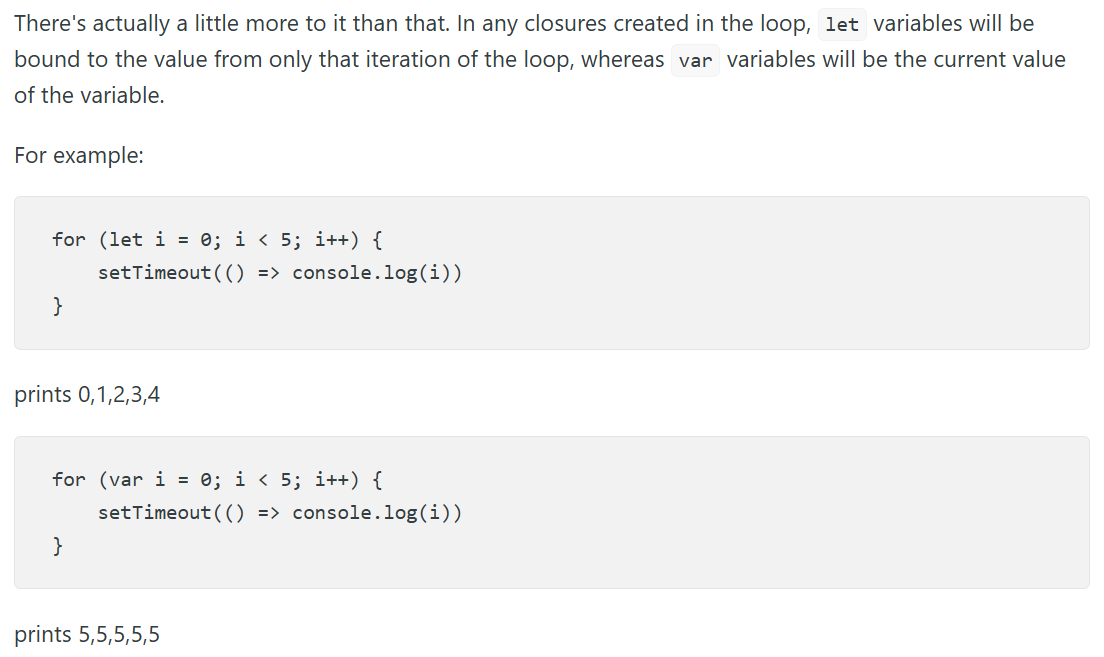 There's actually a little more to it than that. In any closures created in the loop, let variables will be
bound to the value from only that iteration of the loop, whereas var variables will be the current value
of the variable.
For example:
for (let i = 0; i < 5; i++) {
    setTimeout(() => console.log(i))
}
prints 0,1,2,3,4
for (var i = 0; i < 5; i++) {
    setTimeout(() => console.log(i))
}
prints 5,5,5,5,5